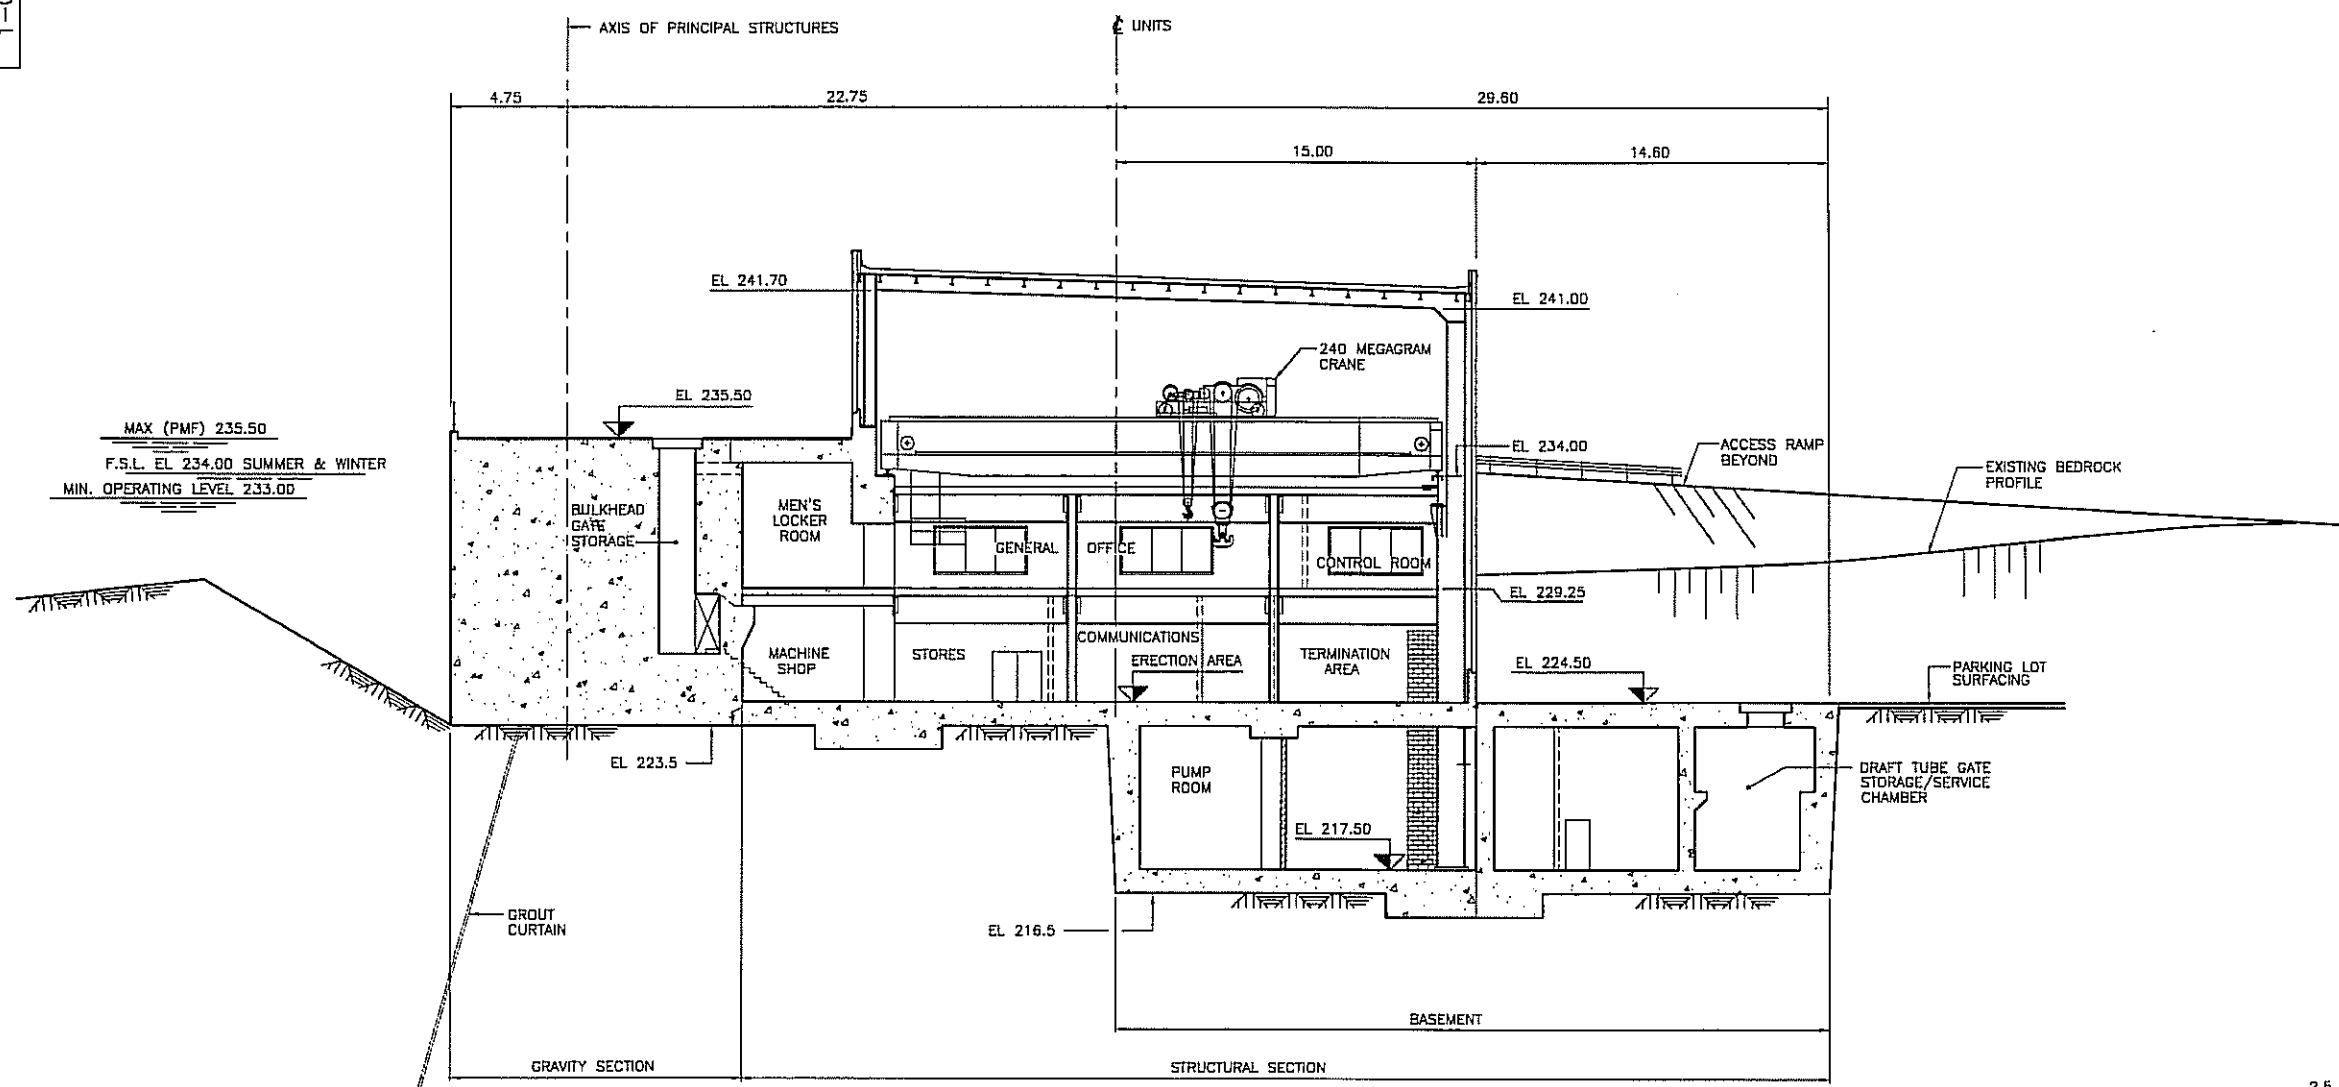 AXIS OF PRINCIPAL STRUCTURES
℄ UNITS
4.75
22.75
29.60
15.00
14.60
EL 241.70
EL 241.00
240 MEGAGRAM
CRANE
EL 235.50
MAX (PMF) 235.50
F.S.L. EL 234.00 SUMMER & WINTER
MIN. OPERATING LEVEL 233.00
EL 234.00
ACCESS RAMP
BEYOND
EXISTING BEDROCK
PROFILE
BULKHEAD
GATE
STORAGE
MEN'S
LOCKER
ROOM
GENERAL OFFICE
CONTROL ROOM
EL 229.25
MACHINE
SHOP
STORES
COMMUNICATIONS
ERECTION AREA
TERMINATION
AREA
EL 224.50
PARKING LOT
SURFACING
EL 223.5
PUMP
ROOM
DRAFT TUBE GATE
STORAGE/SERVICE
CHAMBER
EL 217.50
GROUT
CURTAIN
EL 216.5
BASEMENT
GRAVITY SECTION
STRUCTURAL SECTION